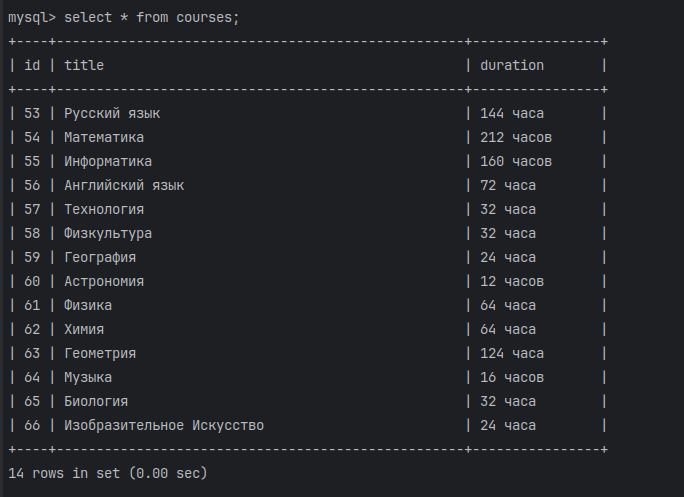 mysql> select * from courses;
+----+---------------------------------------------------+----------------+
| id | title                                             | duration       |
+----+---------------------------------------------------+----------------+
| 53 | Русский язык                                      | 144 часа       |
| 54 | Математика                                        | 212 часов      |
| 55 | Информатика                                       | 160 часов      |
| 56 | Английский язык                                   | 72 часа        |
| 57 | Технология                                        | 32 часа        |
| 58 | Физкультура                                       | 32 часа        |
| 59 | География                                         | 24 часа        |
| 60 | Астрономия                                        | 12 часов       |
| 61 | Физика                                            | 64 часа        |
| 62 | Химия                                             | 64 часа        |
| 63 | Геометрия                                         | 124 часа       |
| 64 | Музыка                                            | 16 часов       |
| 65 | Биология                                          | 32 часа        |
| 66 | Изобразительное Искусство                         | 24 часа        |
+----+---------------------------------------------------+----------------+
14 rows in set (0.00 sec)